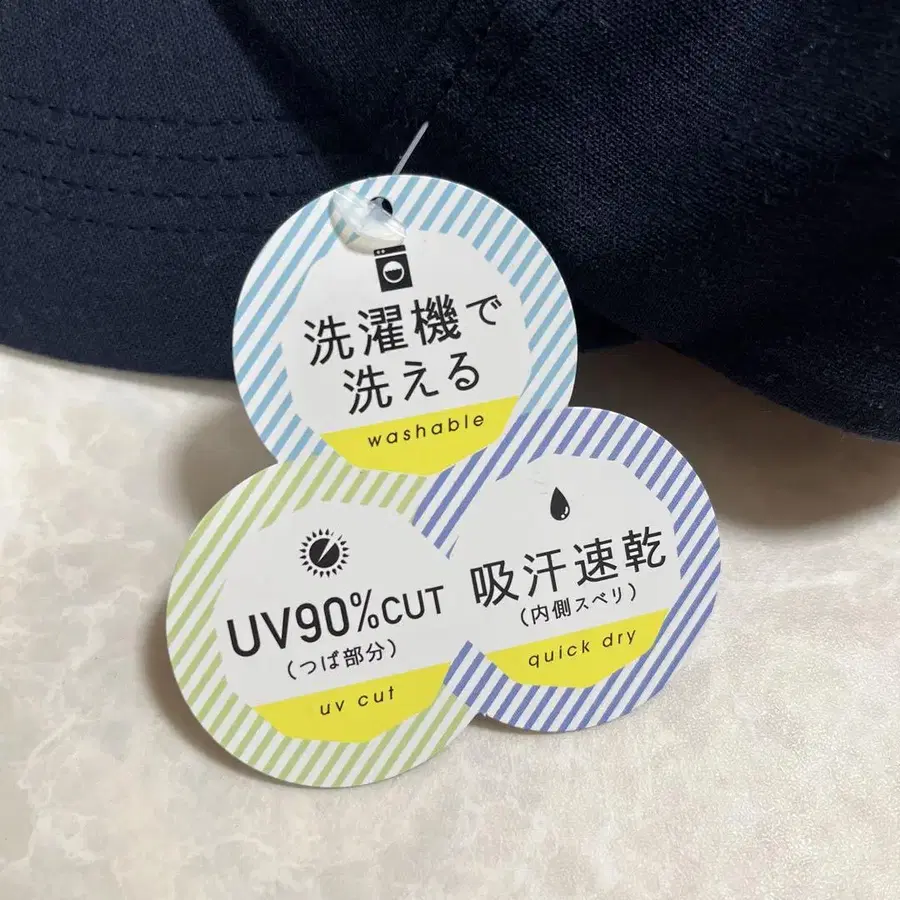 洗濯機で
洗える
washable
UV90%CUT
(つば部分)
uv cut
吸汗速乾
(内側スベリ)
quick dry